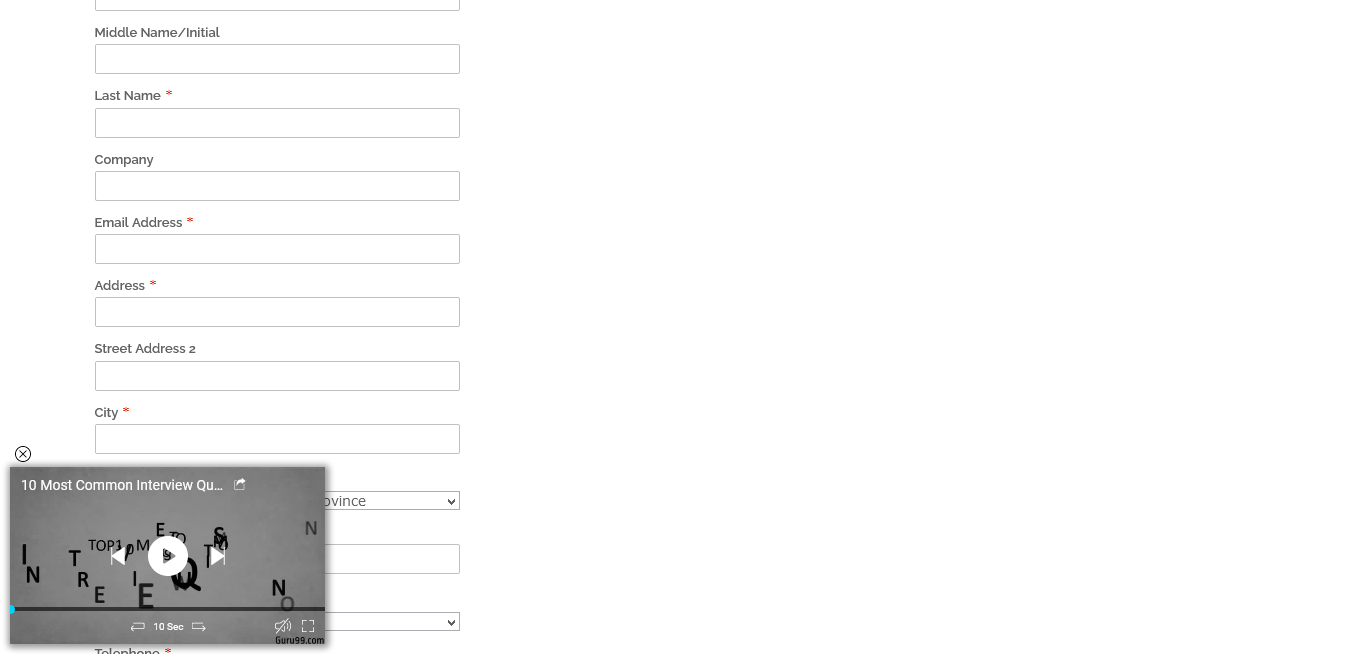 Middle Name/Initial
Last Name *
Company
Email Address *
Address *
Street Address 2
City *
10 Most Common Interview Qu...
ovince
N
E
TOP10 M
I
N
T
R
E
I
E
Q
T
N
O
10 Sec
Guru99.com
Telephone *